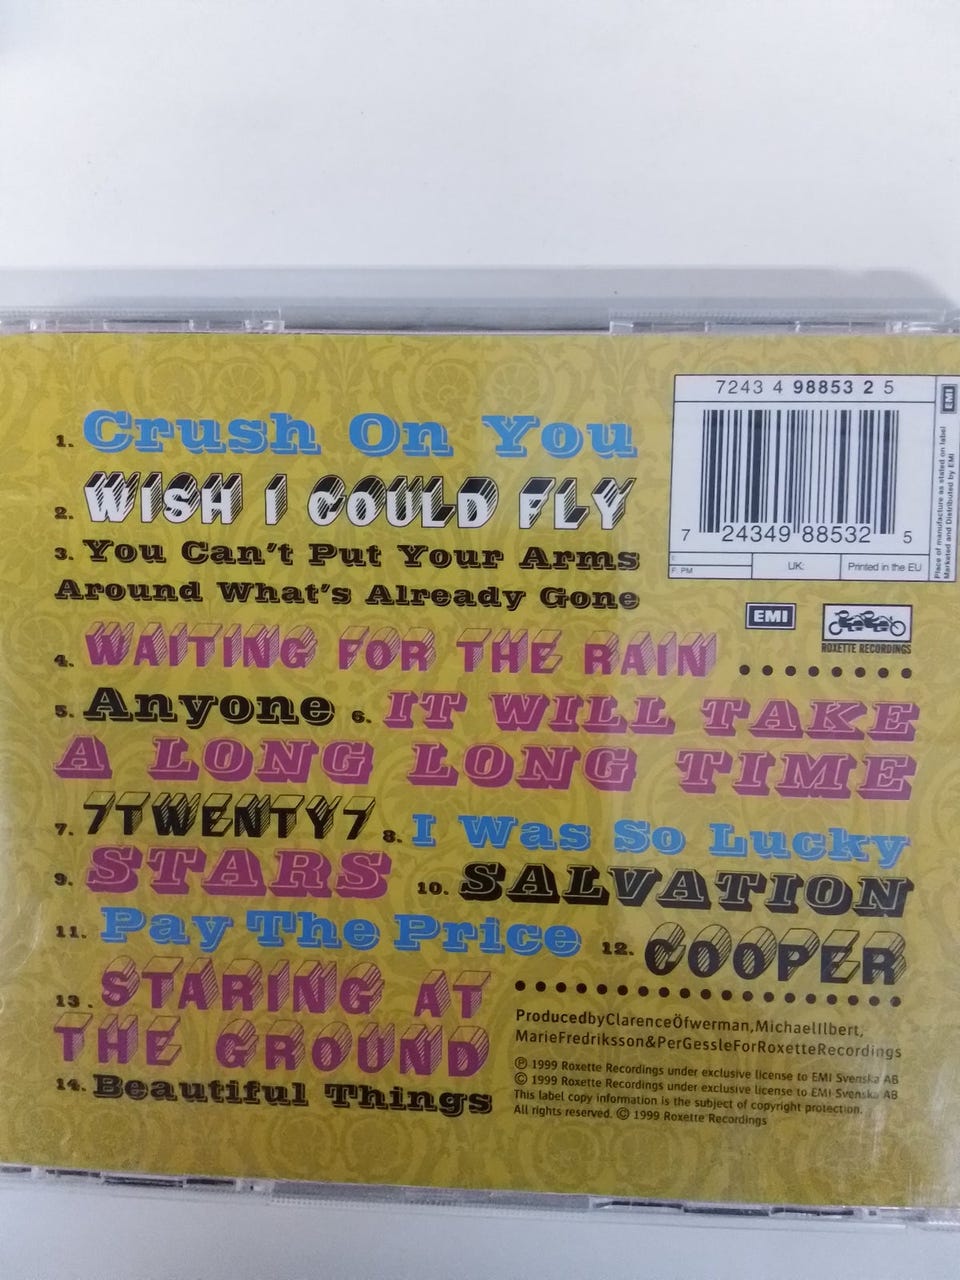 7243 4 98853 2 5
EMI
7 24349 88532 5
F: PM
UK:
Printed in the EU
Place of manufacture as stated on label
Marketed and Distributed by EMI
EMI
ROXETTE RECORDINGS
1. Crush On You
2. WISH I COULD FLY
3. You Can't Put Your Arms
Around What's Already Gone
4. WAITING FOR THE RAIN
5. Anyone 6. IT WILL TAKE
A LONG LONG TIME
7. 7TWENTY7 8. I Was So Lucky
9. STARS 10. SALVATION
11. Pay The Price 12. COOPER
13. STARING AT
THE GROUND
14. Beautiful Things
ProducedbyClarenceÖfwerman,MichaelIlbert,
MarieFredriksson&PerGessleForRoxetteRecordings
℗ 1999 Roxette Recordings under exclusive license to EMI Svenska AB
© 1999 Roxette Recordings under exclusive license to EMI Svenska AB
This label copy information is the subject of copyright protection.
All rights reserved. © 1999 Roxette Recordings